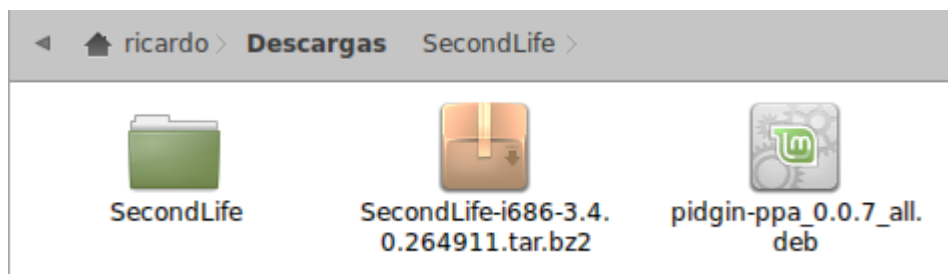 ricardo Descargas SecondLife
SecondLife
SecondLife-i686-3.4.
0.264911.tar.bz2
pidgin-ppa_0.0.7_all.
deb